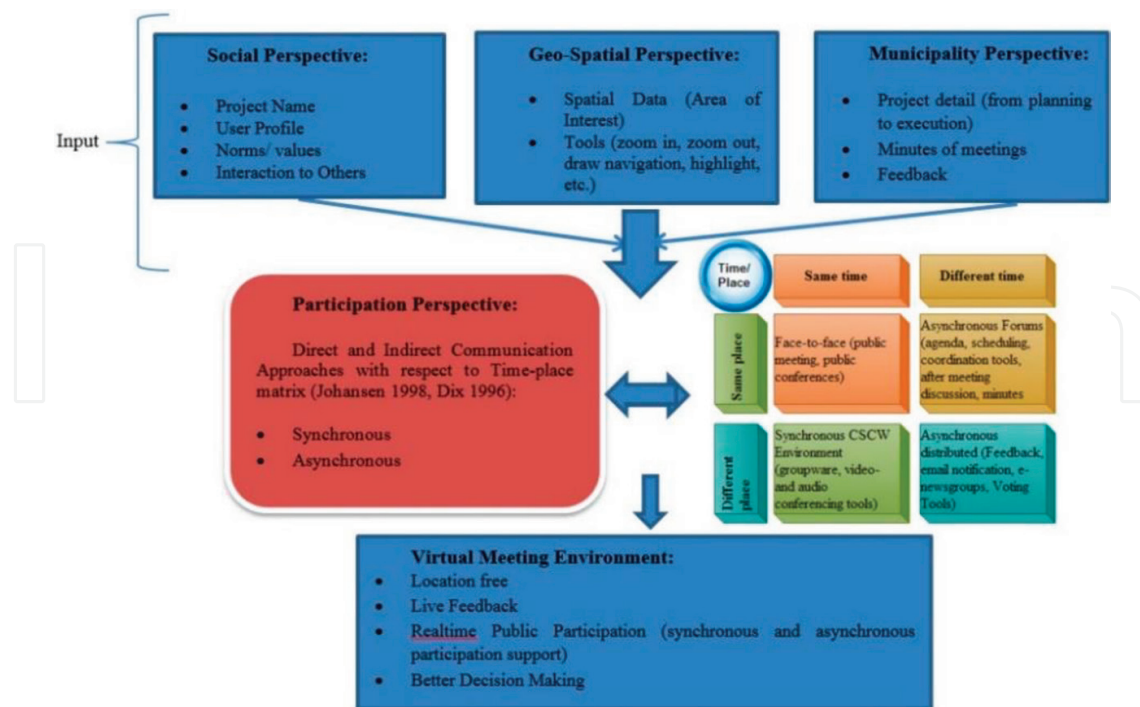 Input
Social Perspective:
• Project Name
• User Profile
• Norms/ values
• Interaction to Others
Geo-Spatial Perspective:
• Spatial Data (Area of
Interest)
• Tools (zoom in, zoom out,
draw navigation, highlight,
etc.)
Municipality Perspective:
• Project detail (from planning
to execution)
• Minutes of meetings
• Feedback
Participation Perspective:
Direct and Indirect Communication
Approaches with respect to Time-place
matrix (Johansen 1998, Dix 1996):
• Synchronous
• Asynchronous
Time/
Place
Same time
Different time
Same place
Face-to-face (public
meeting, public
conferences)
Asynchronous Forums
(agenda, scheduling,
coordination tools,
after meeting
discussion, minutes
Different
place
Synchronous CSCW
Environment
(groupware, video-
and audio
conferencing tools)
Asynchronous
distributed (Feedback,
email notification, e-
newsgroups, Voting
Tools)
Virtual Meeting Environment:
• Location free
• Live Feedback
• Realtime Public Participation (synchronous and asynchronous
participation support)
• Better Decision Making